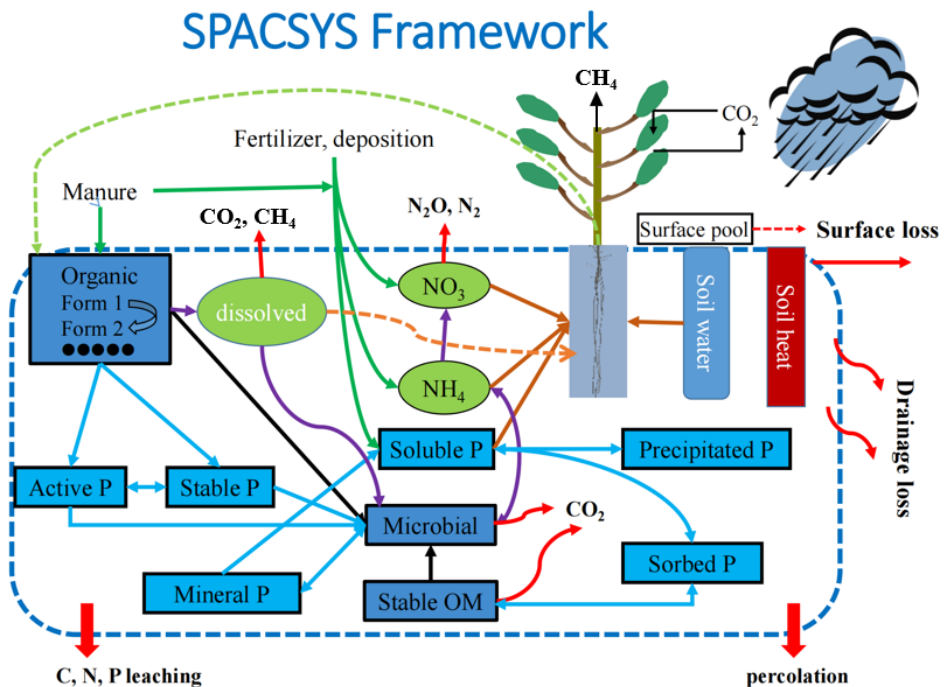 SPACSYS Framework
CH4
CO2
Fertilizer, deposition
Manure
CO2, CH4
N2O, N2
Surface pool
Surface loss
Organic
Form 1
Form 2
dissolved
NO3
NH4
Soil water
Soil heat
Drainage loss
Soluble P
Precipitated P
Active P
Stable P
Microbial
CO2
Sorbed P
Mineral P
Stable OM
C, N, P leaching
percolation